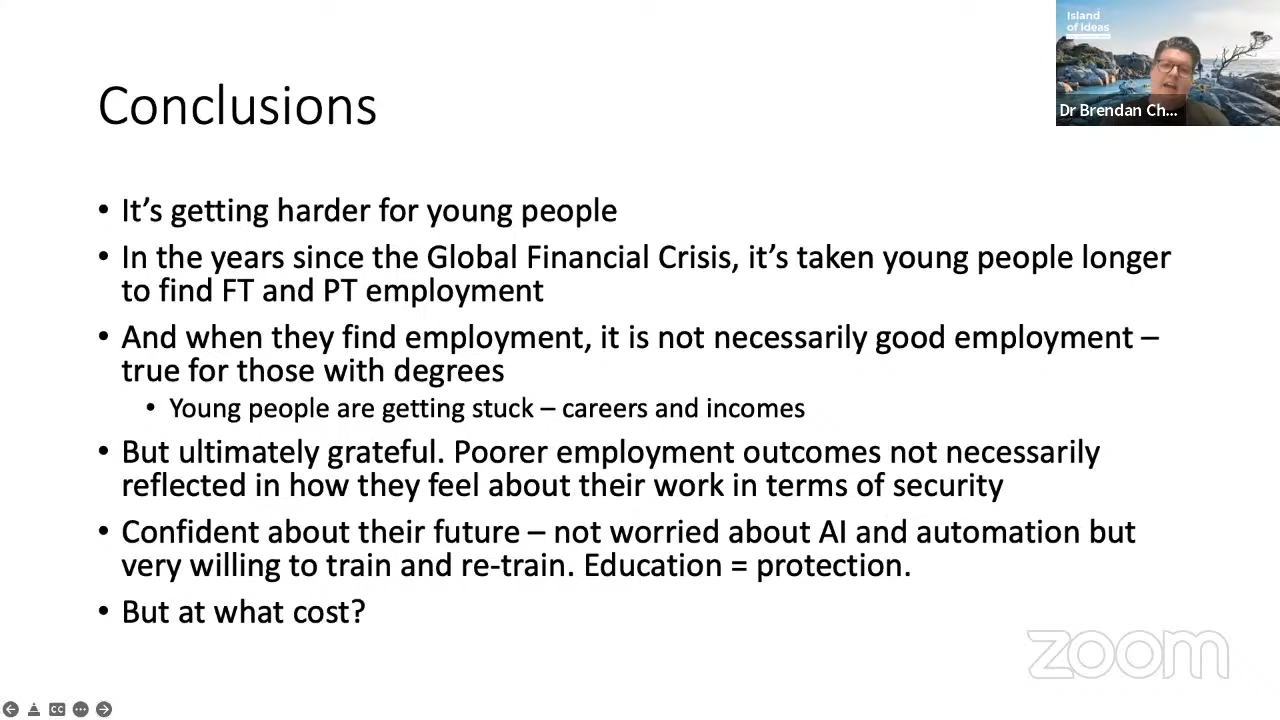 Island
of Ideas
Dr Brendan Ch...
Conclusions
• It’s getting harder for young people
• In the years since the Global Financial Crisis, it’s taken young people longer
to find FT and PT employment
• And when they find employment, it is not necessarily good employment –
true for those with degrees
• Young people are getting stuck – careers and incomes
• But ultimately grateful. Poorer employment outcomes not necessarily
reflected in how they feel about their work in terms of security
• Confident about their future – not worried about AI and automation but
very willing to train and re-train. Education = protection.
• But at what cost?
zoom
CC